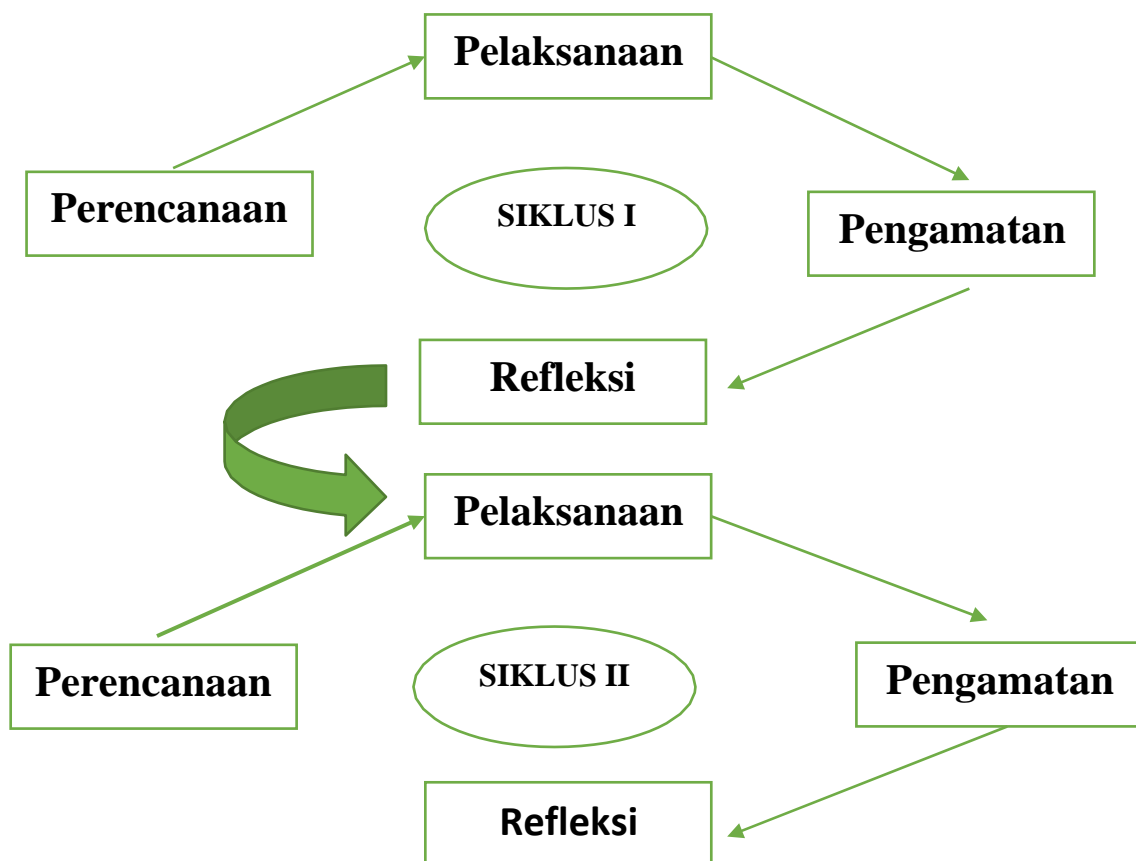 Pelaksanaan
Perencanaan
SIKLUS I
Pengamatan
Refleksi
Pelaksanaan
Perencanaan
SIKLUS II
Pengamatan
Refleksi